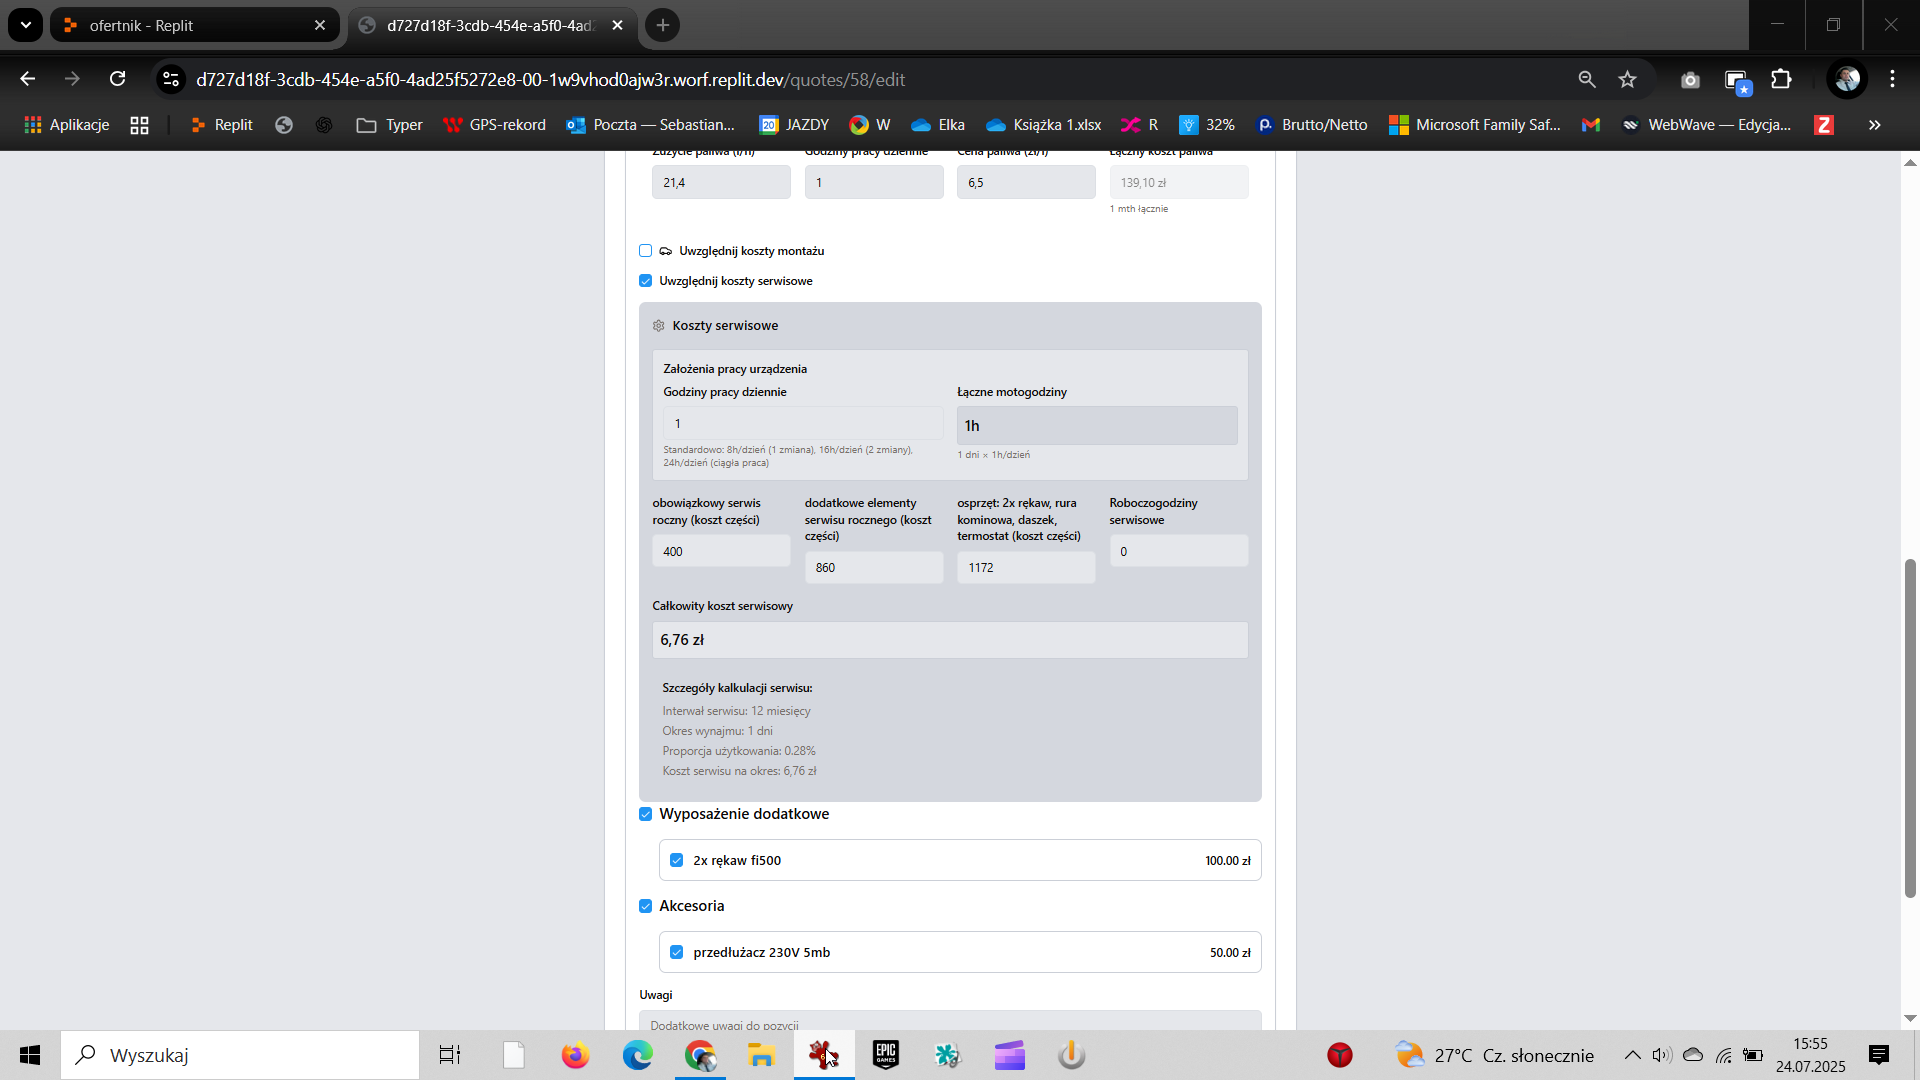 ofertnik - Replit
d727d18f-3cdb-454e-a5f0-4ad2
d727d18f-3cdb-454e-a5f0-4ad25f5272e8-00-1w9vhod0ajw3r.worf.replit.dev/quotes/58/edit
Aplikacje Replit Typer GPS-rekord Poczta — Sebastian... 20 JAZDY W Elka Książka 1.xlsx R 32% Brutto/Netto Microsoft Family Saf... WebWave — Edycja... Z »
Zużycie paliwa (l/h) Godziny pracy dziennie Cena paliwa (zł/l) Łączny koszt paliwa
21,4 1 6,5 139,10 zł
1 mth łącznie
Uwzględnij koszty montażu
Uwzględnij koszty serwisowe
Koszty serwisowe
Założenia pracy urządzenia
Godziny pracy dziennie Łączne motogodziny
1 1h
Standardowo: 8h/dzień (1 zmiana), 16h/dzień (2 zmiany),
24h/dzień (ciągła praca)
1 dni × 1h/dzień
obowiązkowy serwis
roczny (koszt części)
400
dodatkowe elementy
serwisu rocznego (koszt
części)
860
osprzęt: 2x rękaw, rura
kominowa, daszek,
termostat (koszt części)
1172
Roboczogodziny
serwisowe
0
Całkowity koszt serwisowy
6,76 zł
Szczegóły kalkulacji serwisu:
Interwał serwisu: 12 miesięcy
Okres wynajmu: 1 dni
Proporcja użytkowania: 0.28%
Koszt serwisu na okres: 6,76 zł
Wyposażenie dodatkowe
2x rękaw fi500 100.00 zł
Akcesoria
przedłużacz 230V 5mb 50.00 zł
Uwagi
Dodatkowe uwagi do pozycji
Wyszukaj
EPIC
GAMES
27°C Cz. słonecznie
15:55
24.07.2025